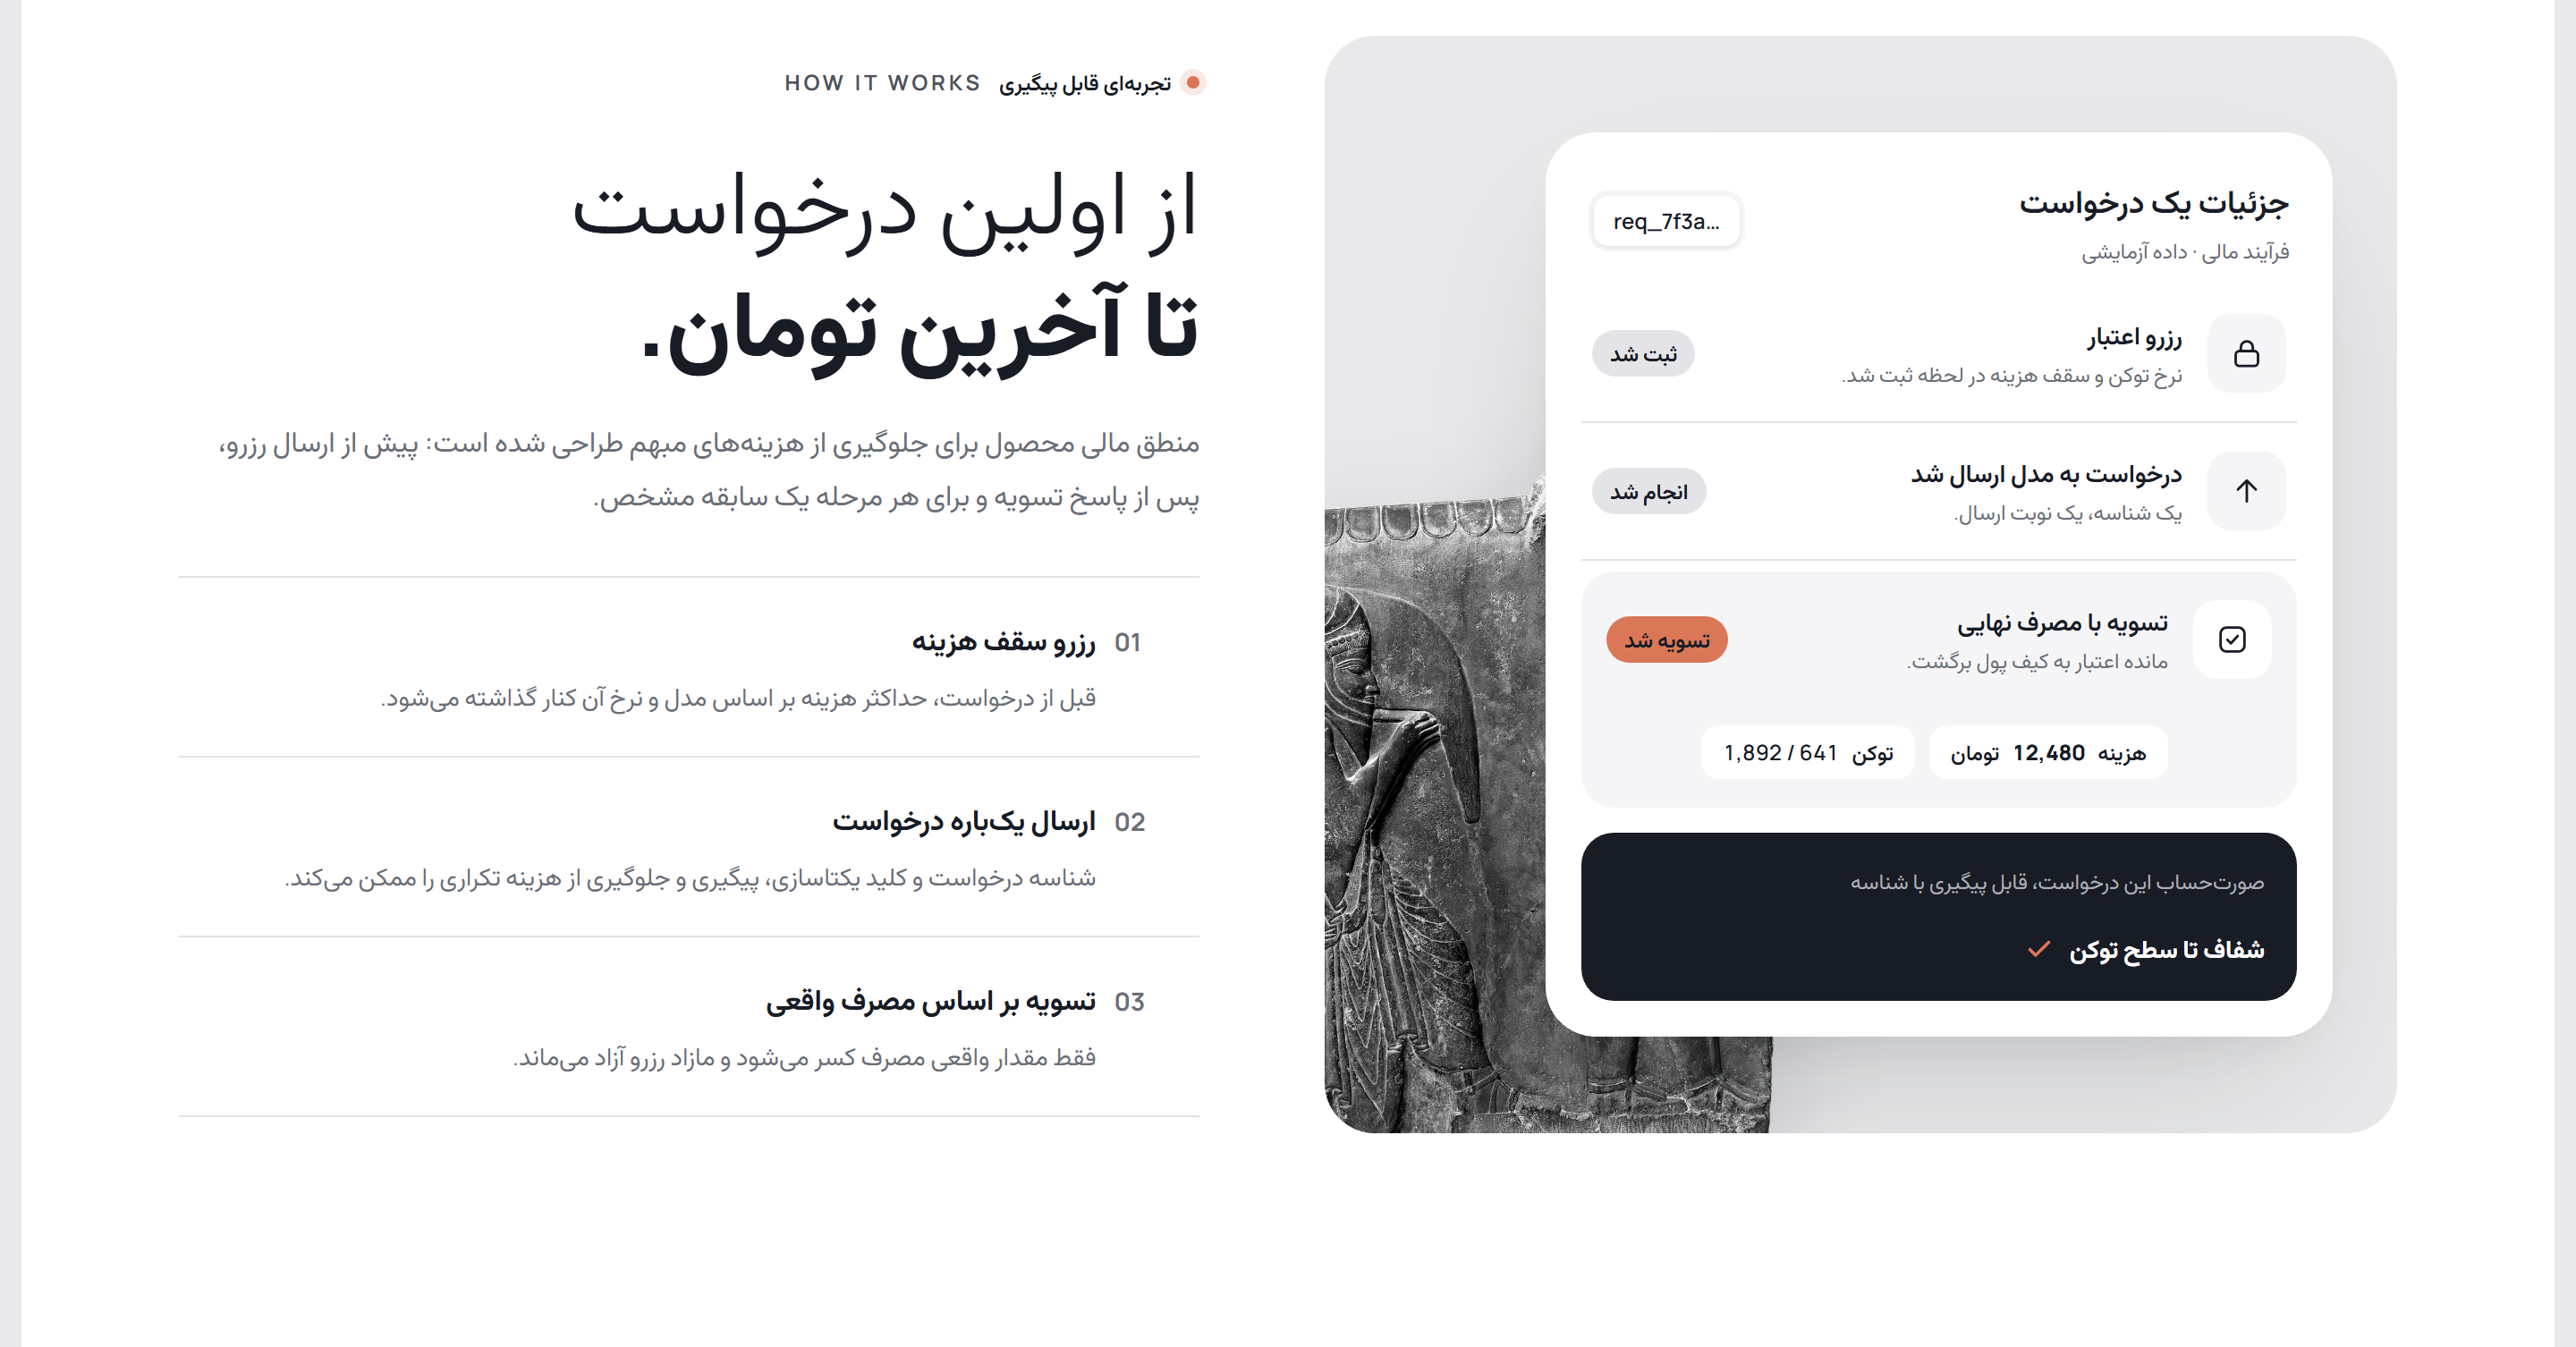 جزئیات یک درخواست
req_7f3a...
فرآیند مالی · داده آزمایشی
رزرو اعتبار
نرخ توکن و سقف هزینه در لحظه ثبت شد.
ثبت شد
درخواست به مدل ارسال شد
یک شناسه، یک نوبت ارسال.
انجام شد
تسویه با مصرف نهایی
مانده اعتبار به کیف پول برگشت.
تسویه شد
هزینه 12,480 تومان
توکن 1,892 / 641
صورت‌حساب این درخواست، قابل پیگیری با شناسه
شفاف تا سطح توکن
تجربه‌ای قابل پیگیری HOW IT WORKS
از اولین درخواست
تا آخرین تومان.
منطق مالی محصول برای جلوگیری از هزینه‌های مبهم طراحی شده است: پیش از ارسال رزرو،
پس از پاسخ تسویه و برای هر مرحله یک سابقه مشخص.
01 رزرو سقف هزینه
قبل از درخواست، حداکثر هزینه بر اساس مدل و نرخ آن کنار گذاشته می‌شود.
02 ارسال یک‌باره درخواست
شناسه درخواست و کلید یکتاسازی، پیگیری و جلوگیری از هزینه تکراری را ممکن می‌کند.
03 تسویه بر اساس مصرف واقعی
فقط مقدار واقعی مصرف کسر می‌شود و مازاد رزرو آزاد می‌ماند.